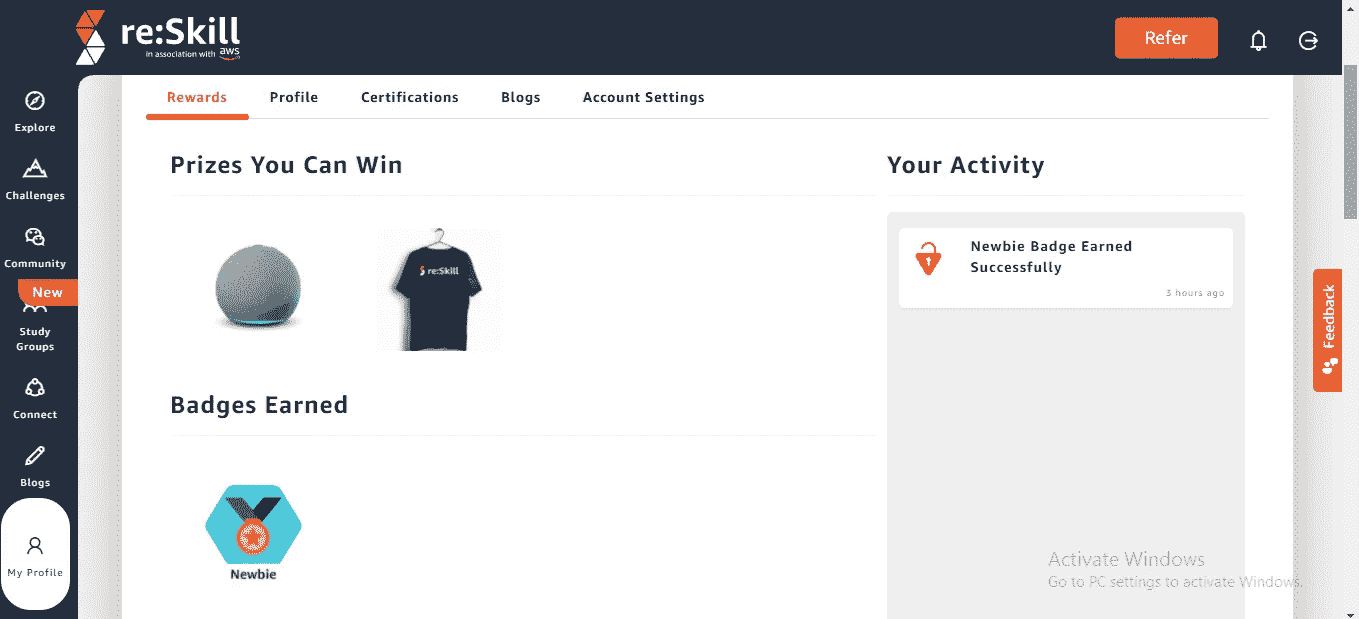 re:Skill
in association with aws
Refer
Explore
Challenges
Community
New
Study
Groups
Connect
Blogs
My Profile
Rewards
Profile
Certifications
Blogs
Account Settings
Prizes You Can Win
re:Skill
Badges Earned
Newbie
Your Activity
Newbie Badge Earned
Successfully
3 hours ago
Feedback
Activate Windows
Go to PC settings to activate Windows.